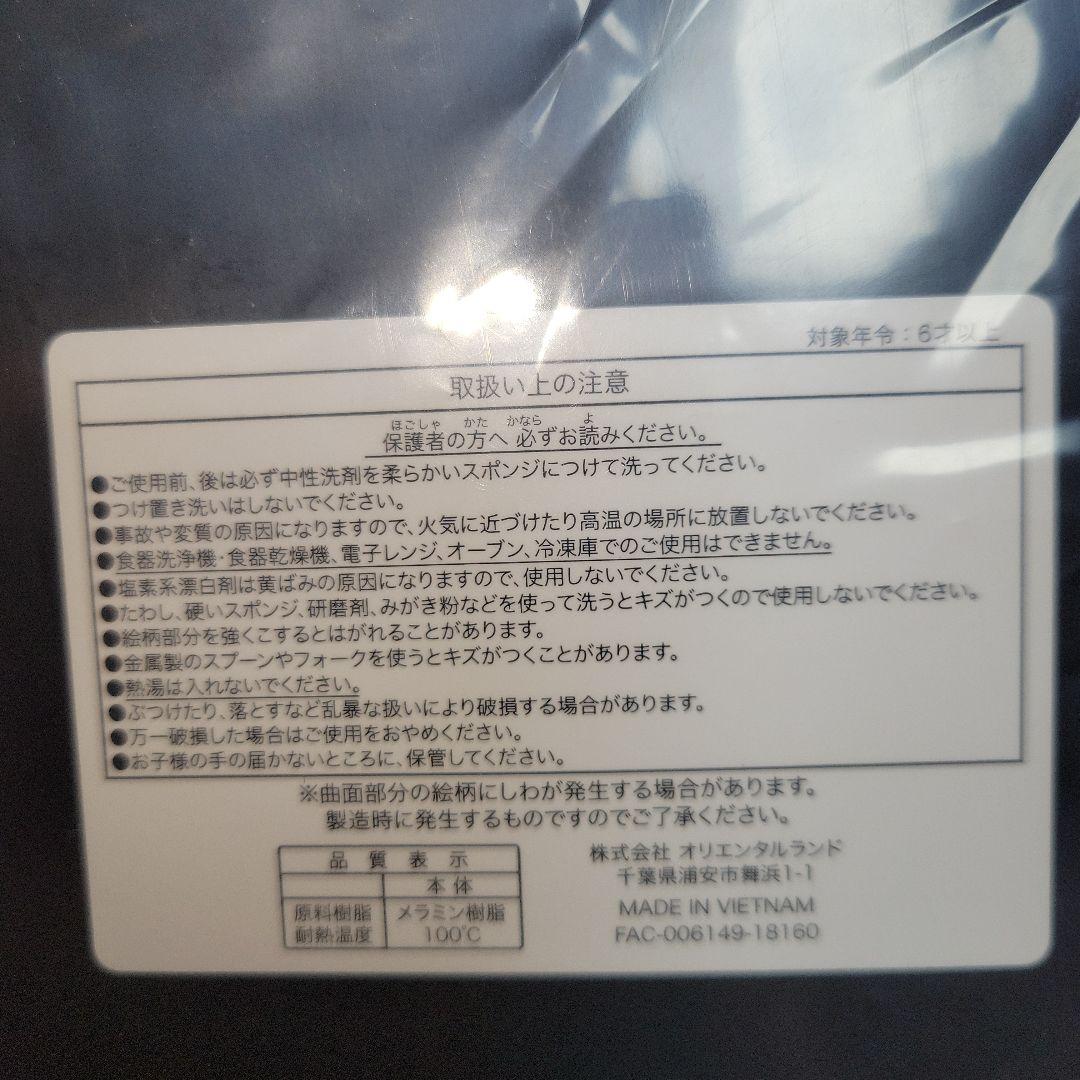 対象年令：6才以上
取扱い上の注意
ほごしゃ かた かなら よ
保護者の方へ 必ずお読みください。
●ご使用前、後は必ず中性洗剤を柔らかいスポンジにつけて洗ってください。
●つけ置き洗いはしないでください。
●事故や変質の原因になりますので、火気に近づけたり高温の場所に放置しないでください。
●食器洗浄機・食器乾燥機、電子レンジ、オーブン、冷凍庫でのご使用はできません。
●塩素系漂白剤は黄ばみの原因になりますので、使用しないでください。
●たわし、硬いスポンジ、研磨剤、みがき粉などを使って洗うとキズがつくので使用しないでください。
●絵柄部分を強くこするとはがれることがあります。
●金属製のスプーンやフォークを使うとキズがつくことがあります。
●熱湯は入れないでください。
●ぶつけたり、落とすなど乱暴な扱いにより破損する場合があります。
●万一破損した場合はご使用をおやめください。
●お子様の手の届かないところに、保管してください。
※曲面部分の絵柄にしわが発生する場合があります。
製造時に発生するものですのでご了承ください。
品質表示
本体
原料樹脂 メラミン樹脂
耐熱温度 100℃
株式会社 オリエンタルランド
千葉県浦安市舞浜1-1
MADE IN VIETNAM
FAC-006149-18160